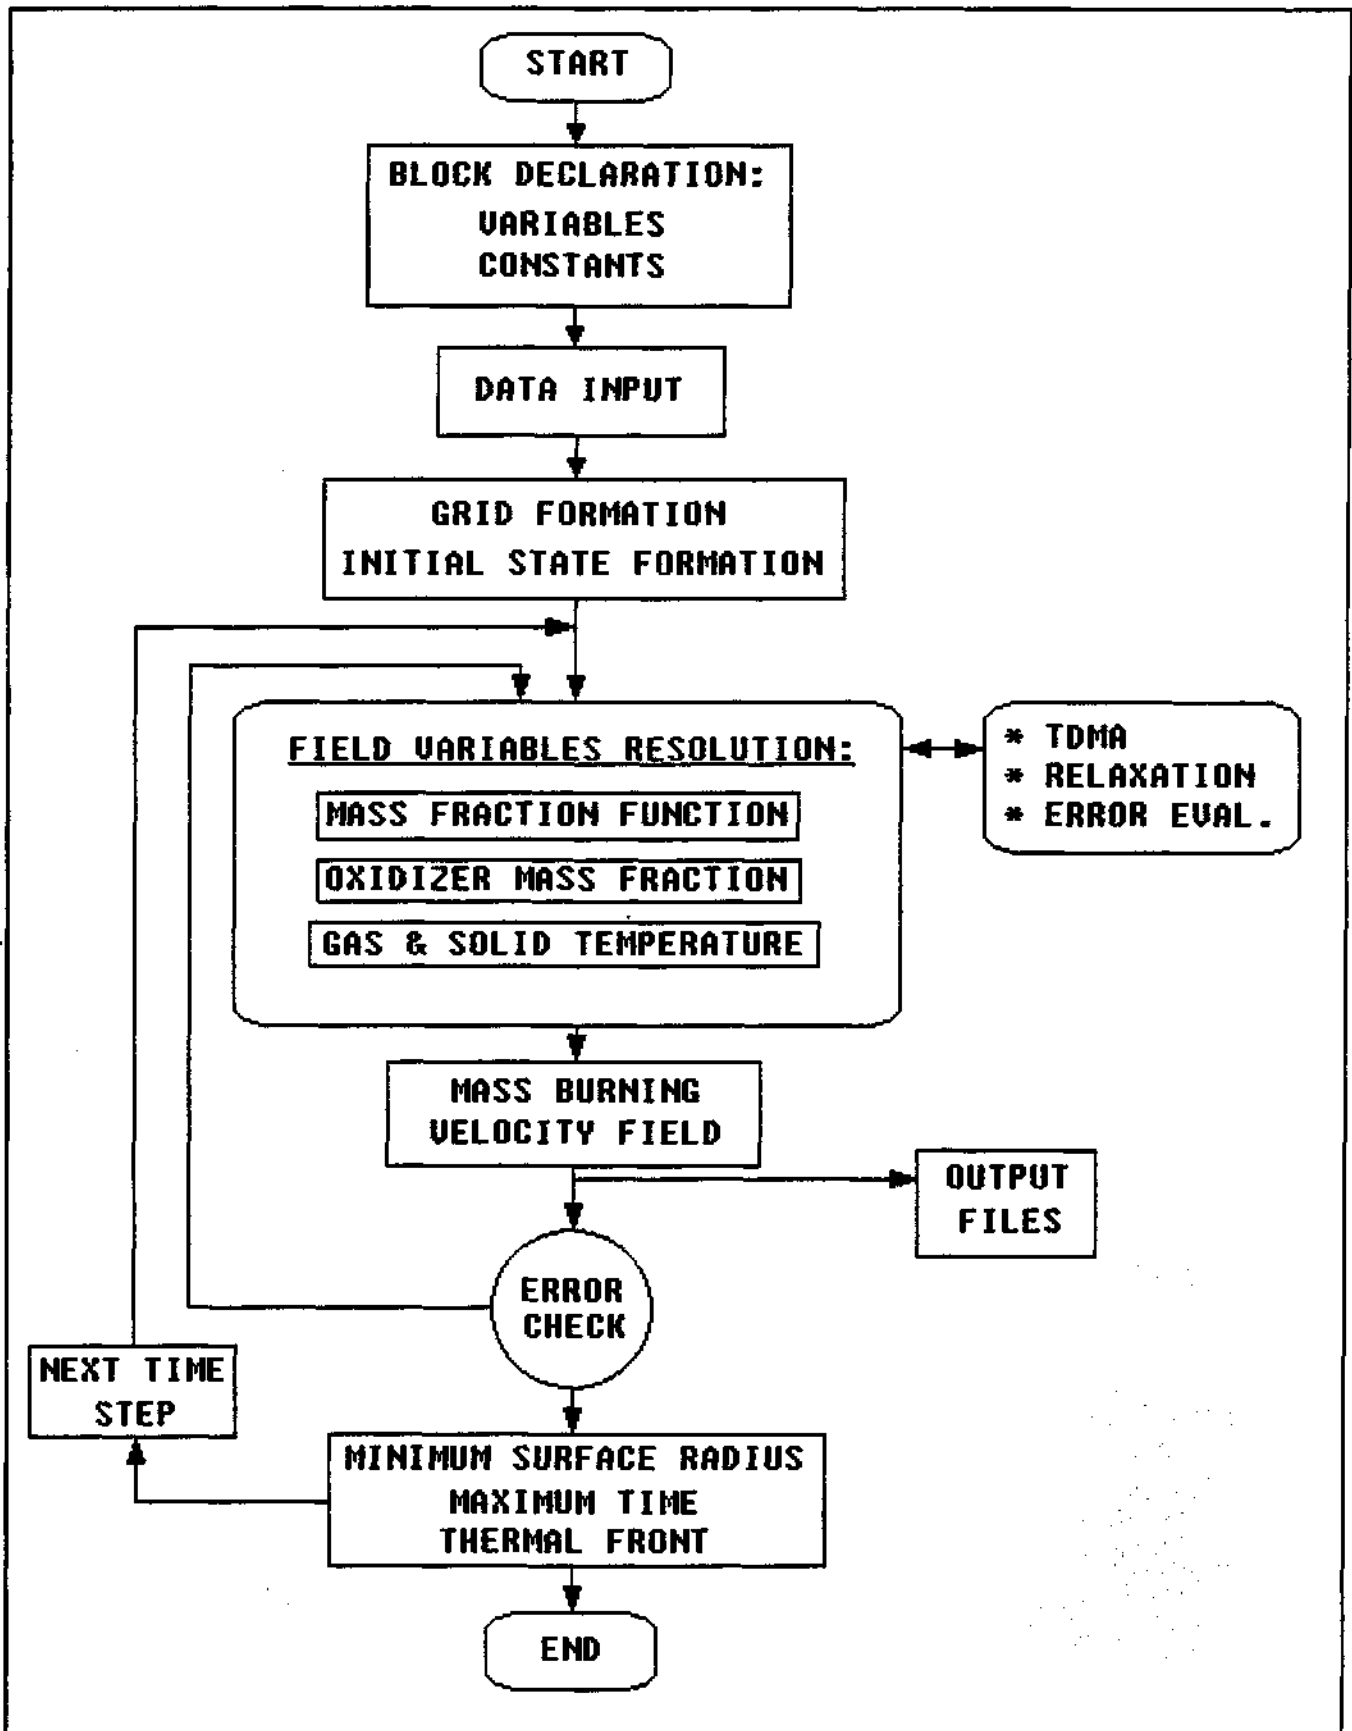 START
BLOCK DECLARATION:
VARIABLES
CONSTANTS
DATA INPUT
GRID FORMATION
INITIAL STATE FORMATION
FIELD VARIABLES RESOLUTION:
MASS FRACTION FUNCTION
OXIDIZER MASS FRACTION
GAS & SOLID TEMPERATURE
* TDMA
* RELAXATION
* ERROR EVAL.
MASS BURNING
VELOCITY FIELD
OUTPUT
FILES
ERROR
CHECK
NEXT TIME
STEP
MINIMUM SURFACE RADIUS
MAXIMUM TIME
THERMAL FRONT
END